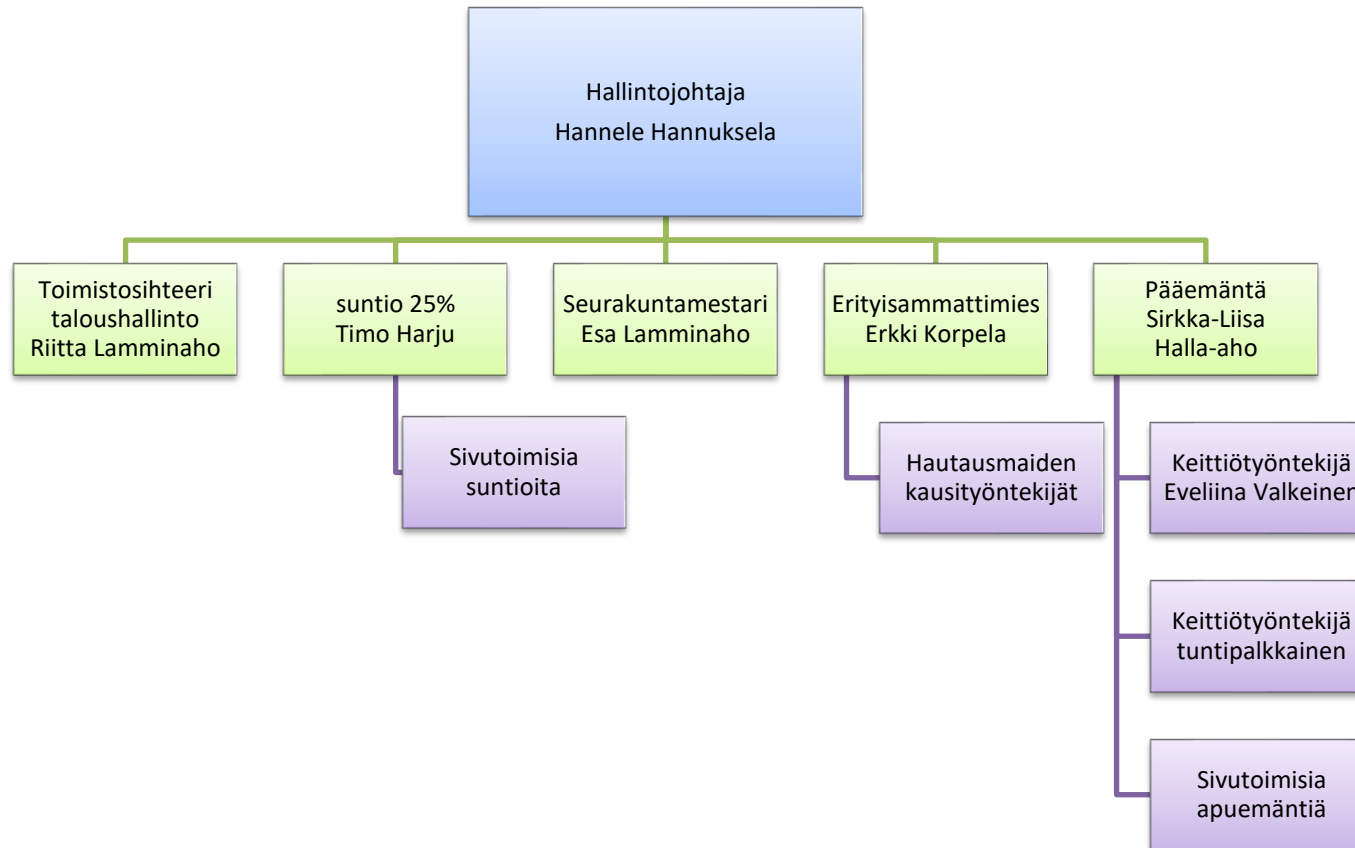 Hallintojohtaja
Hannele Hannuksela
Toimistosihteeri
taloushallinto
Riitta Lamminaho
suntio 25%
Timo Harju
Seurakuntamestari
Esa Lamminaho
Erityisammattimies
Erkki Korpela
Pääemäntä
Sirkka-Liisa
Halla-aho
Sivutoimisia
suntioita
Hautausmaiden
kausityöntekijät
Keittiötyöntekijä
Eveliina Valkeinen
Keittiötyöntekijä
tuntipalkkainen
Sivutoimisia
apuemäntiä